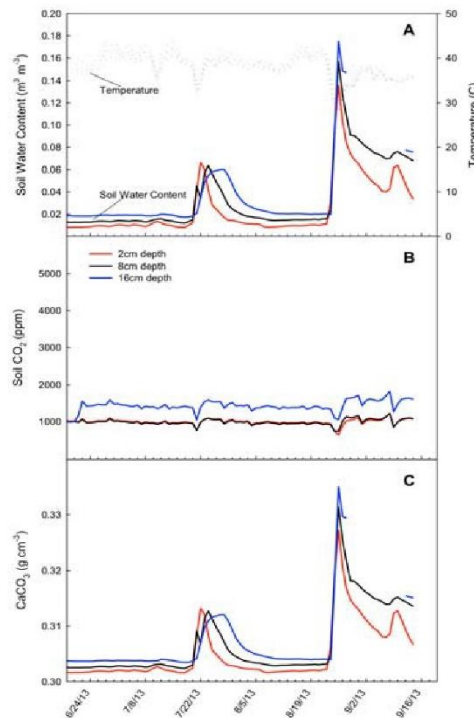 A
0.20
0.18
0.16
0.14
0.12
0.10
0.08
0.06
0.04
0.02
Soil Water Content (m³ m⁻³)
50
40
30
20
10
0
Temperature (C)
Temperature
Soil Water Content
B
2cm depth
8cm depth
16cm depth
5000
4000
3000
2000
1000
Soil CO₂ (ppm)
C
0.33
0.32
0.31
0.30
CaCO₃ (g cm⁻³)
6/24/13
7/8/13
7/22/13
8/5/13
8/19/13
9/2/13
9/16/13